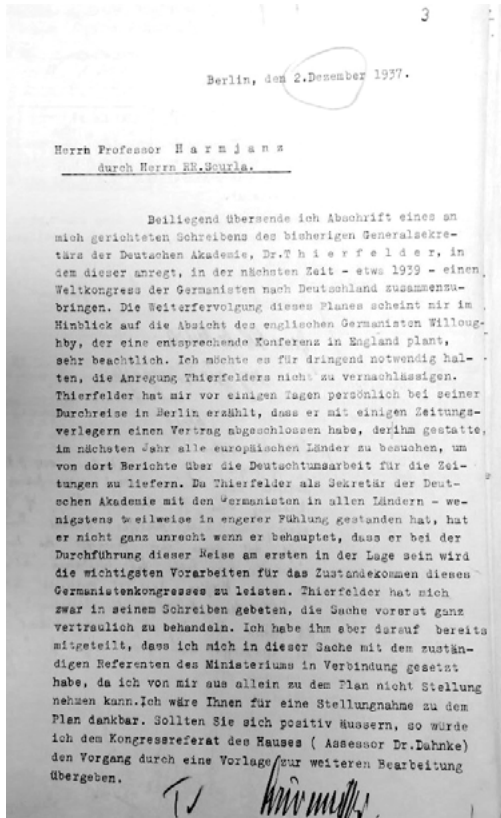 3
Berlin, den 2.Dezember 1937.
Herrn Professor H a r m j a n z
durch Herrn RR.Scurla.
Beiliegend übersende ich Abschrift eines an
mich gerichteten Schreibens des bisherigen Generalsekre-
tärs der Deutschen Akademie, Dr.T h i e r f e l d e r, in
dem dieser anregt, in der nächsten Zeit - etwa 1939 - einen
Weltkongress der Germanisten nach Deutschland zusammenzu-
bringen. Die Weiterfervolgung dieses Planes scheint mir im
Hinblick auf die Absicht des englischen Germanisten Willoug-
hby, der eine entsprechende Konferenz in England plant,
sehr beachtlich. Ich möchte es für dringend notwendig hal-
ten, die Anregung Thierfelders nicht zu vernachlässigen.
Thierfelder hat mir vor einigen Tagen persönlich bei seiner
Durchreise in Berlin erzählt, dass er mit einigen Zeitungs-
verlegern einen Vertrag abgeschlossen habe, derihm gestatte,
im nächsten Jahr alle europäischen Länder zu besuchen, um
von dort Berichte über die Deutschtumsarbeit für die Zei-
tungen zu liefern. Da Thierfelder als Sekretär der Deut-
schen Akademie mit den Germanisten in allen Ländern - we-
nigstens teilweise in engerer Fühlung gestanden hat, hat
er nicht ganz unrecht wenn er behauptet, dass er bei der
Durchführung dieser Reise am ersten in der Lage sein wird
die wichtigsten Vorarbeiten für das Zustandekommen dieses
Germanistenkongresses zu leisten. Thierfelder hat mich
zwar in seinem Schreiben gebeten, die Sache vorerst ganz
vertraulich zu behandeln. Ich habe ihm aber darauf bereits
mitgeteilt, dass ich mich in dieser Sache mit dem zustän-
digen Referenten des Ministeriums in Verbindung gesetzt
habe, da ich von mir aus allein zu dem Plan nicht Stellung
nehmen kann.Ich wäre Ihnen für eine Stellungnahme zu dem
Plan dankbar. Sollten Sie sich positiv äussern, so würde
ich dem Kongressreferat des Hauses ( Assessor Dr.Dahnke)
den Vorgang durch eine Vorlage zur weiteren Bearbeitung
übergeben.